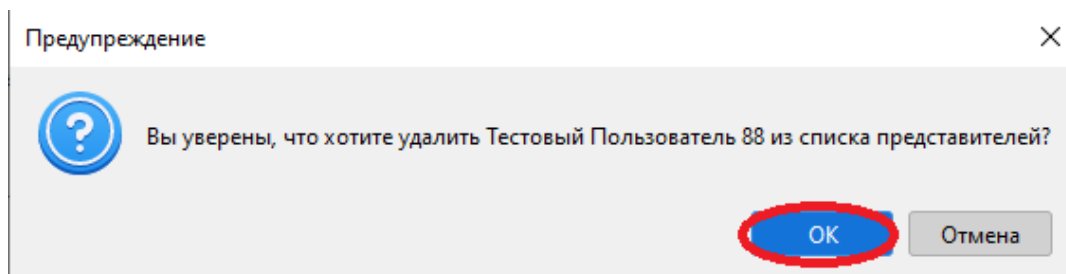 Предупреждение
Вы уверены, что хотите удалить Тестовый Пользователь 88 из списка представителей?
OK
Отмена